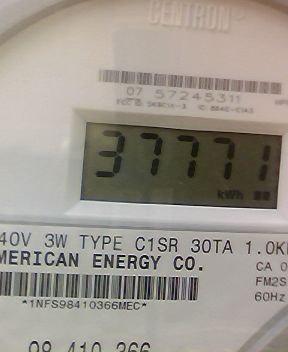 CENTRON®
07 57245311
37771
kWh
40V 3W TYPE C1SR 30TA 1.0K
MERICAN ENERGY CO.
CA 0
FM2S
*1NFS98410366MEC*
60Hz
98 410 366